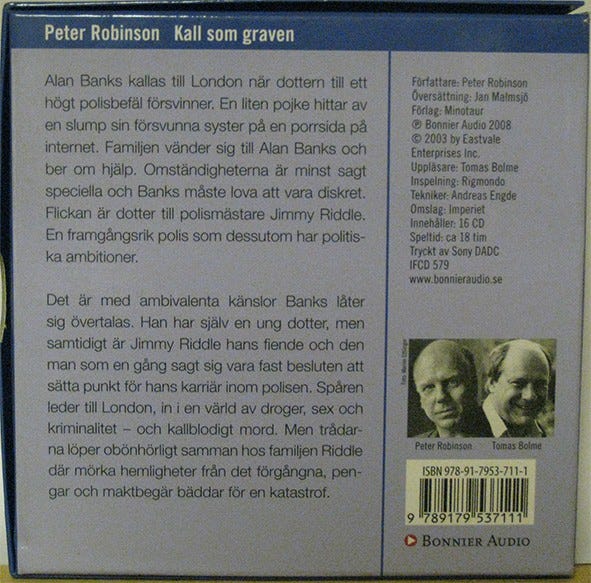 Peter Robinson Kall som graven
Alan Banks kallas till London när dottern till ett
högt polisbefäl försvinner. En liten pojke hittar av
en slump sin försvunna syster på en porrsida på
internet. Familjen vänder sig till Alan Banks och
ber om hjälp. Omständigheterna är minst sagt
speciella och Banks måste lova att vara diskret.
Flickan är dotter till polismästare Jimmy Riddle.
En framgångsrik polis som dessutom har politis-
ka ambitioner.
Det är med ambivalenta känslor Banks låter
sig övertalas. Han har själv en ung dotter, men
samtidigt är Jimmy Riddle hans fiende och den
man som en gång sagt sig vara fast besluten att
sätta punkt för hans karriär inom polisen. Spåren
leder till London, in i en värld av droger, sex och
kriminalitet – och kallblodigt mord. Men trådar-
na löper obönhörligt samman hos familjen Riddle
där mörka hemligheter från det förgångna, pen-
gar och maktbegär bäddar för en katastrof.
Författare: Peter Robinson
Översättning: Jan Malmsjö
Förlag: Minotaur
℗ Bonnier Audio 2008
© 2003 by Eastvale
Enterprises Inc.
Uppläsare: Tomas Bolme
Inspelning: Rigmondo
Tekniker: Andreas Engde
Omslag: Imperiet
Innehåller: 16 CD
Speltid: ca 18 tim
Tryckt av Sony DADC
IFCD 579
www.bonnieraudio.se
Peter Robinson Tomas Bolme
ISBN 978-91-7953-711-1
9 789179 537111
BONNIER AUDIO